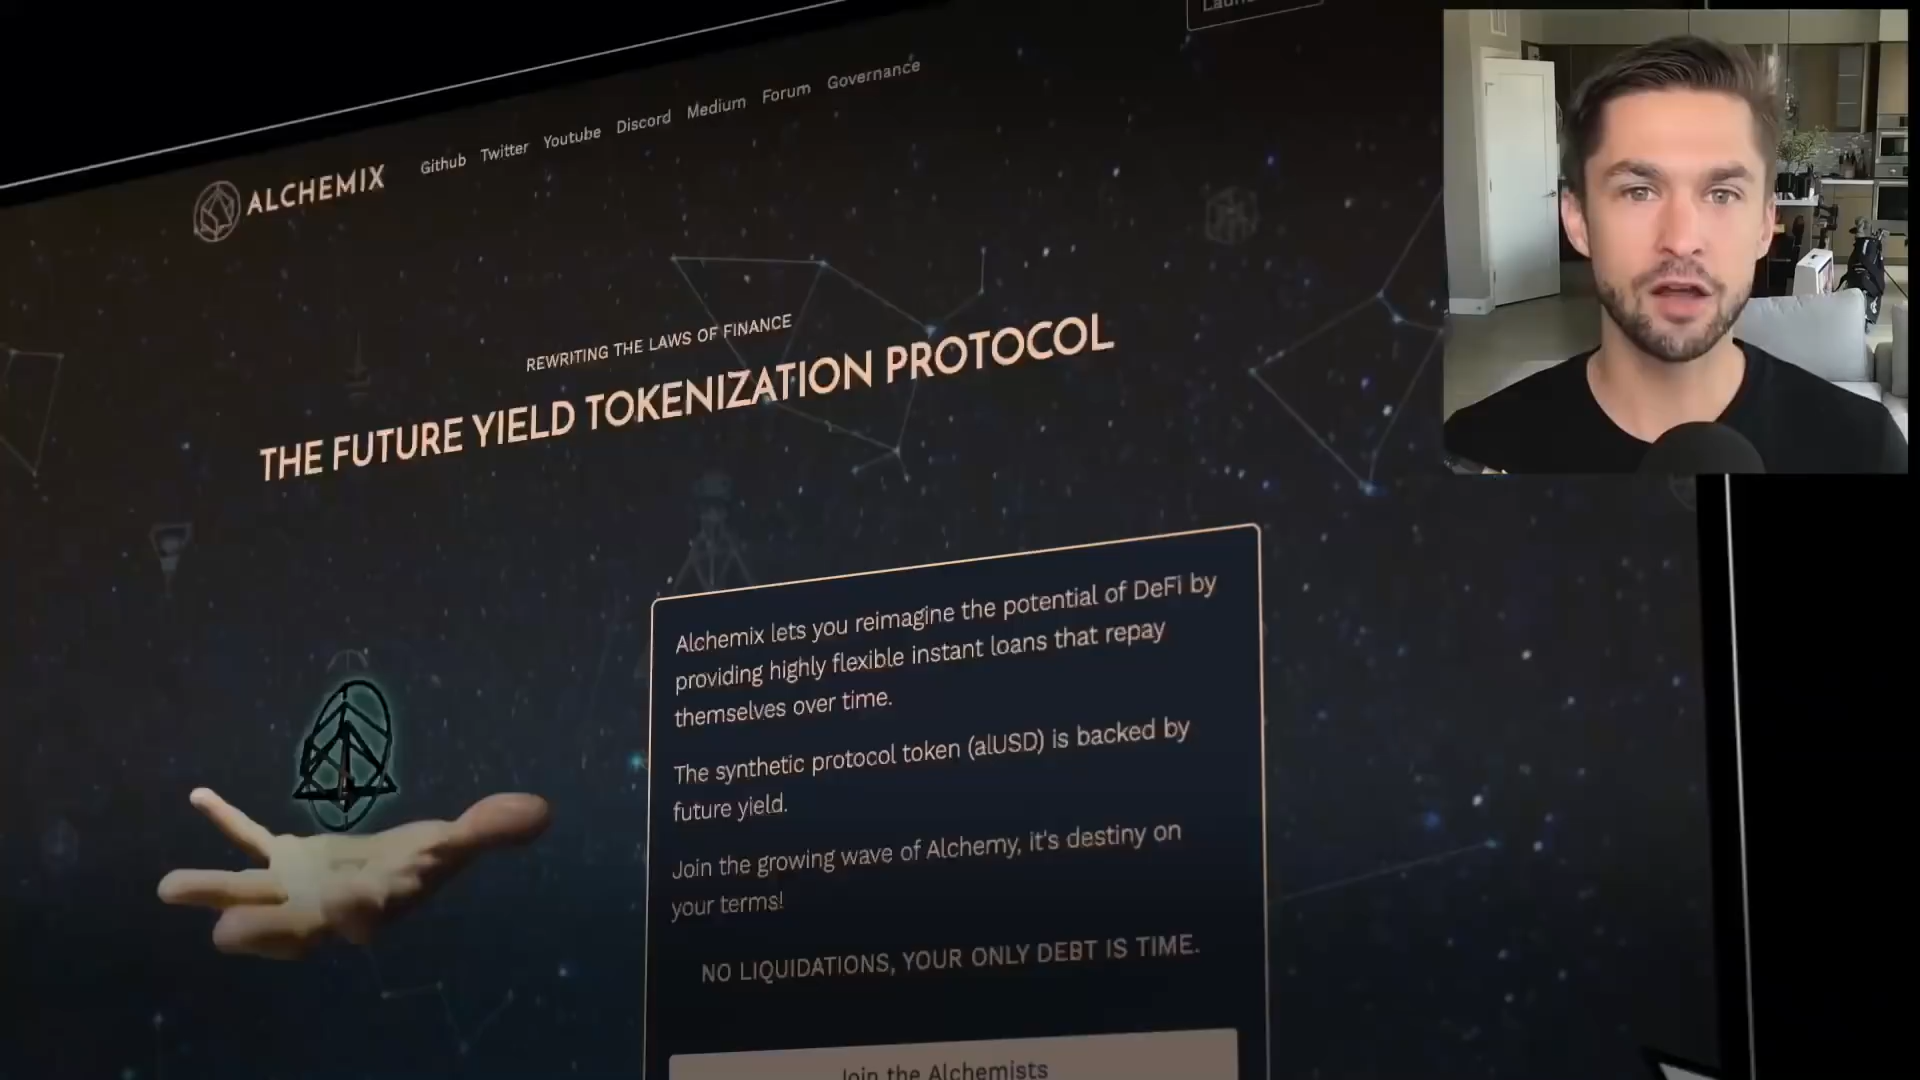 Github Twitter Youtube Discord Medium Forum Governance
ALCHEMIX
REWRITING THE LAWS OF FINANCE
THE FUTURE YIELD TOKENIZATION PROTOCOL
Alchemix lets you reimagine the potential of DeFi by
providing highly flexible instant loans that repay
themselves over time.
The synthetic protocol token (alUSD) is backed by
future yield.
Join the growing wave of Alchemy, it's destiny on
your terms!
NO LIQUIDATIONS, YOUR ONLY DEBT IS TIME.
Join the Alchemists